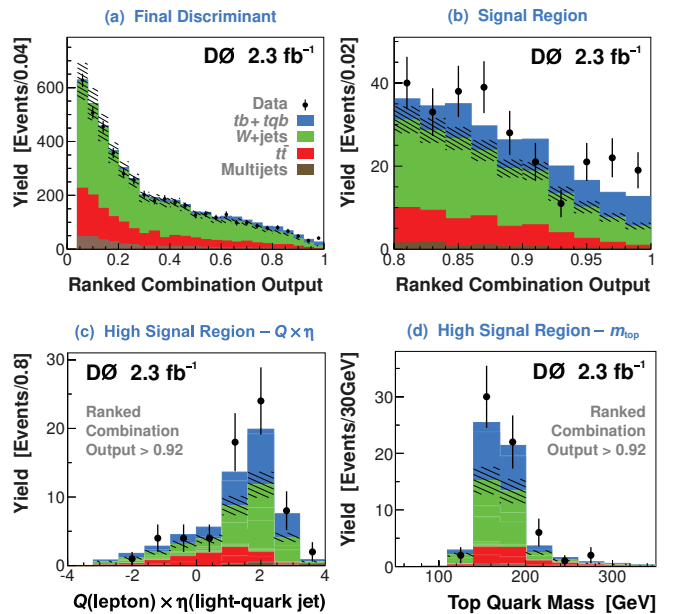 (a) Final Discriminant
DØ 2.3 fb⁻¹
Data
tb + tqb
W+jets
tt̄
Multijets
Yield [Events/0.04]
600
400
200
0
0 0.2 0.4 0.6 0.8 1
Ranked Combination Output
(b) Signal Region
DØ 2.3 fb⁻¹
Yield [Events/0.02]
40
20
0
0.8 0.85 0.9 0.95 1
Ranked Combination Output
(c) High Signal Region – Q × η
DØ 2.3 fb⁻¹
Ranked
Combination
Output > 0.92
Yield [Events/0.8]
30
20
10
0
-4 -2 0 2 4
Q(lepton) × η(light-quark jet)
(d) High Signal Region – mtop
DØ 2.3 fb⁻¹
Ranked
Combination
Output > 0.92
Yield [Events/30GeV]
30
20
10
0
100 200 300
Top Quark Mass [GeV]